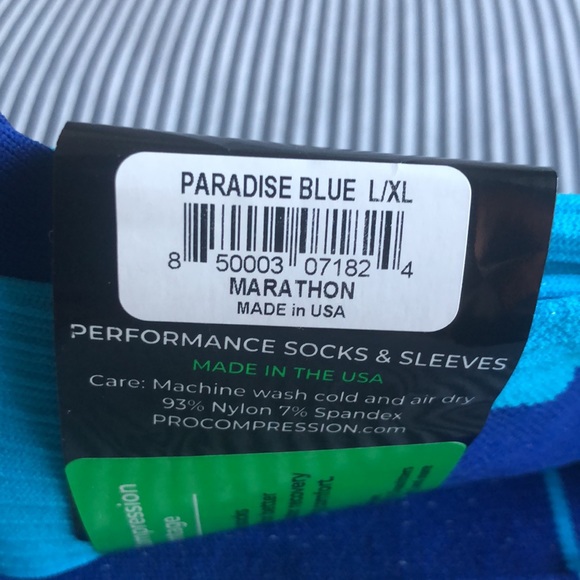 PARADISE BLUE L/XL
8 50003 07182 4
MARATHON
MADE in USA
PERFORMANCE SOCKS & SLEEVES
MADE IN THE USA
Care: Machine wash cold and air dry
93% Nylon 7% Spandex
PROCOMPRESSION.com
recovery